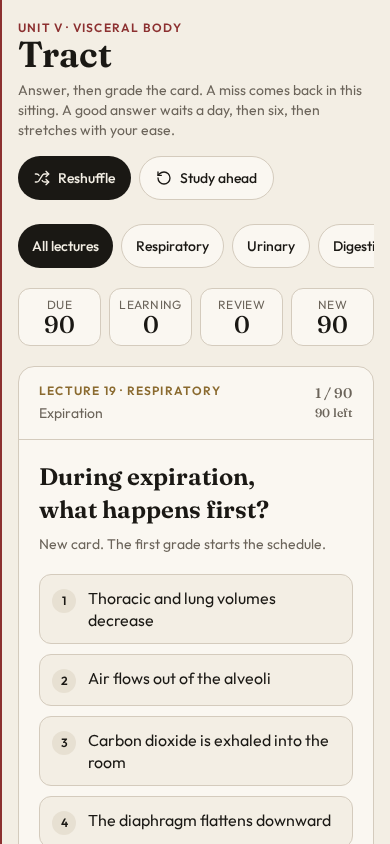 UNIT V · VISCERAL BODY
Tract
Answer, then grade the card. A miss comes back in this
sitting. A good answer waits a day, then six, then
stretches with your ease.
Reshuffle
Study ahead
All lectures
Respiratory
Urinary
Digesti
DUE
90
LEARNING
0
REVIEW
0
NEW
90
LECTURE 19 · RESPIRATORY
1 / 90
Expiration
90 left
During expiration,
what happens first?
New card. The first grade starts the schedule.
1 Thoracic and lung volumes
decrease
2 Air flows out of the alveoli
3 Carbon dioxide is exhaled into the
room
4 The diaphragm flattens downward